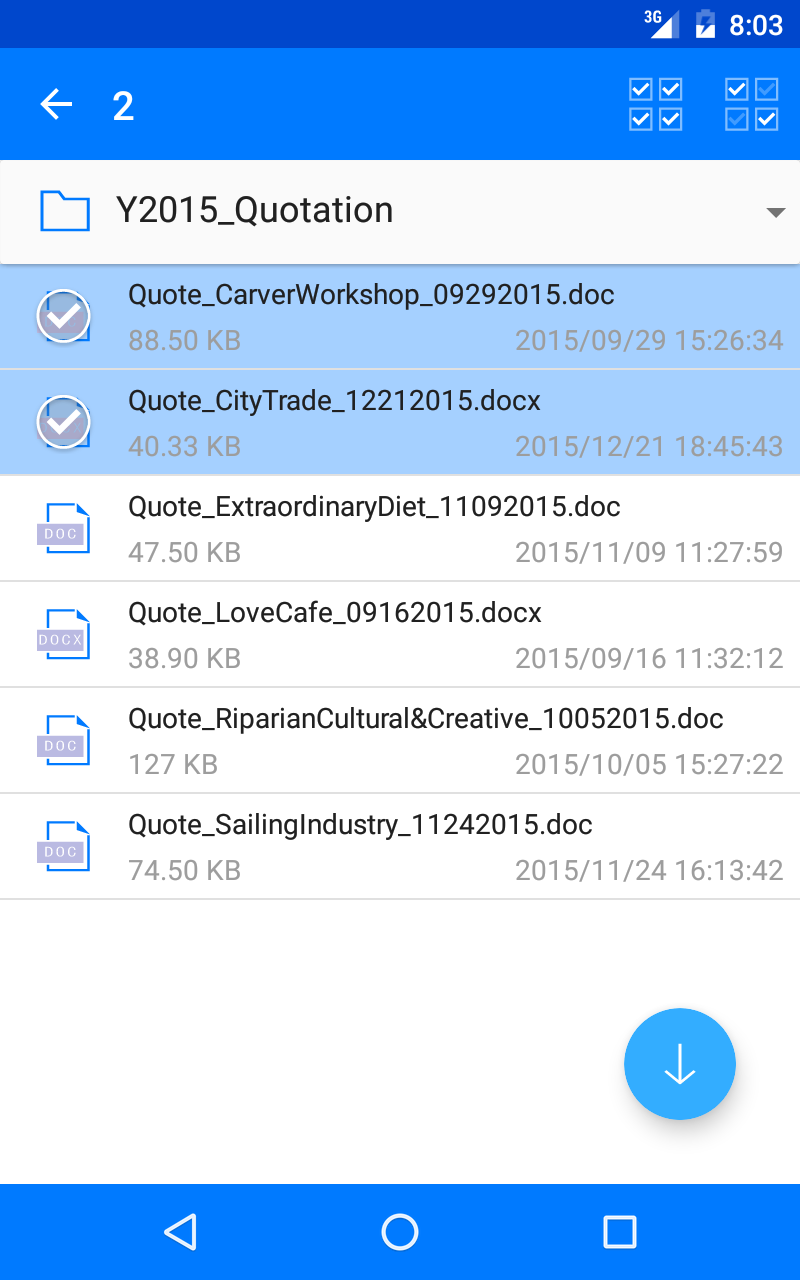 3G 8:03
2
Y2015_Quotation
Quote_CarverWorkshop_09292015.doc
88.50 KB 2015/09/29 15:26:34
Quote_CityTrade_12212015.docx
40.33 KB 2015/12/21 18:45:43
Quote_ExtraordinaryDiet_11092015.doc
DOC
47.50 KB 2015/11/09 11:27:59
Quote_LoveCafe_09162015.docx
DOCX
38.90 KB 2015/09/16 11:32:12
Quote_RiparianCultural&Creative_10052015.doc
DOC
127 KB 2015/10/05 15:27:22
Quote_SailingIndustry_11242015.doc
DOC
74.50 KB 2015/11/24 16:13:42